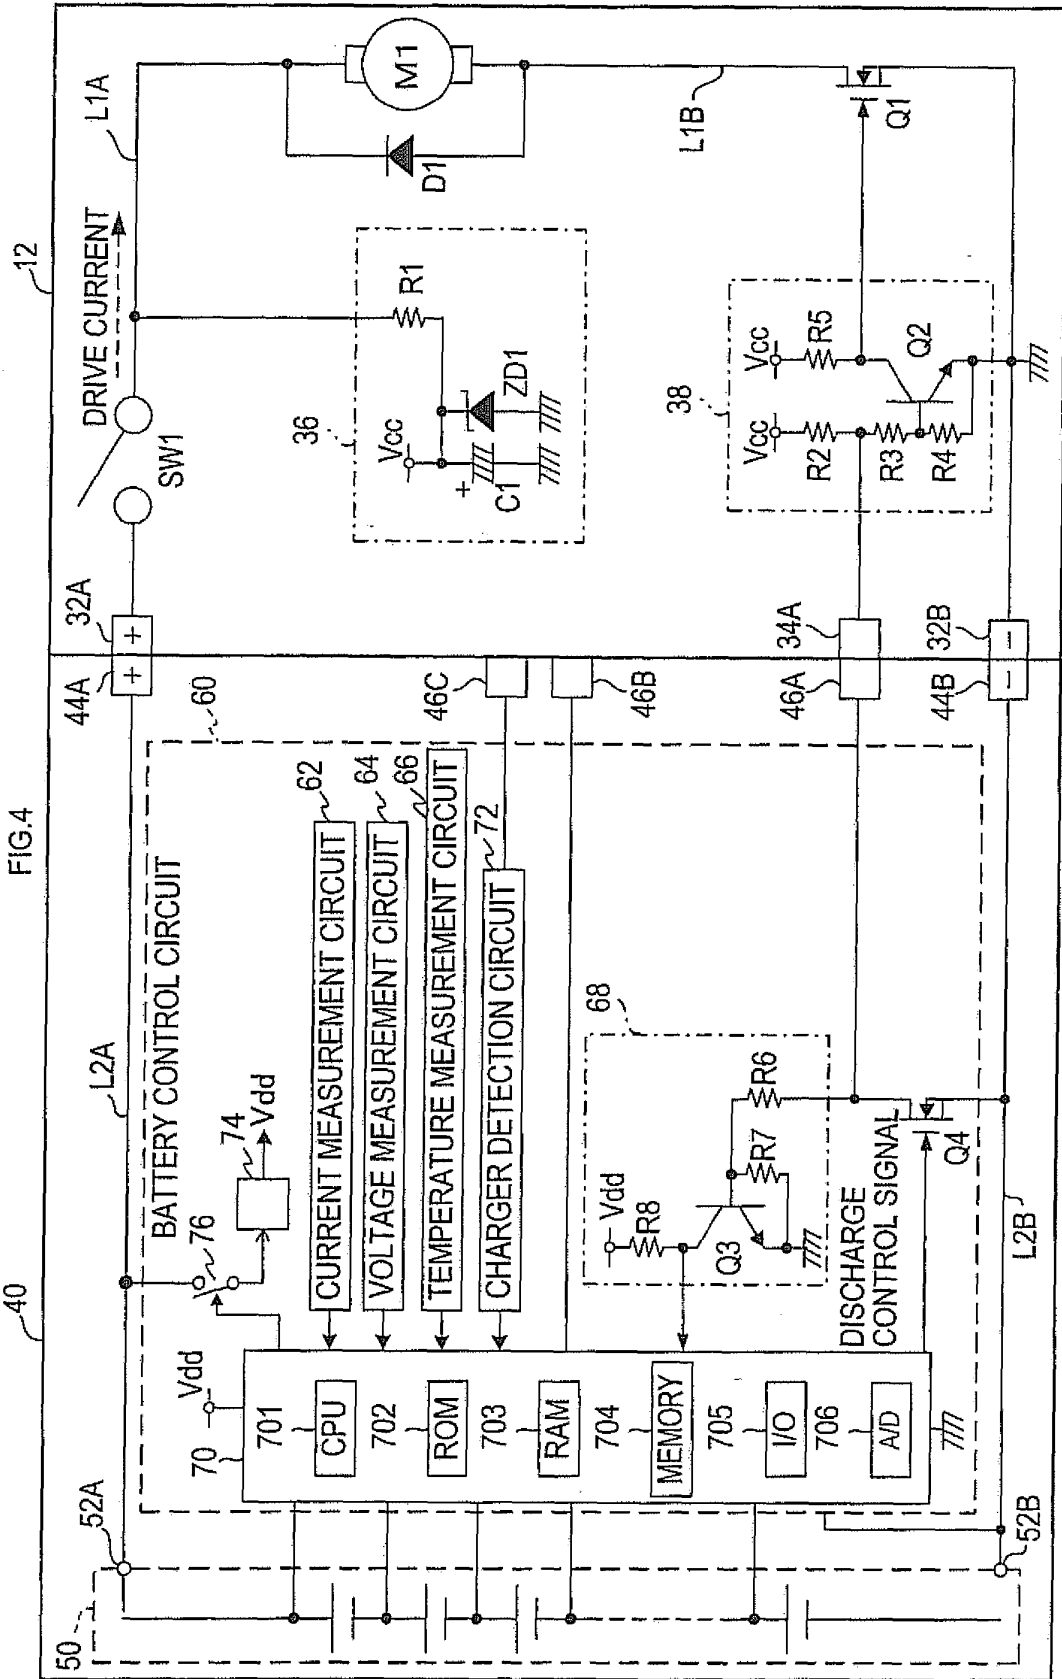 FIG.4
40
12
50
52A
L2A
44A
32A
SW1
DRIVE CURRENT
L1A
BATTERY CONTROL CIRCUIT
60
76
74
Vdd
Vdd
70
701
CPU
702
ROM
703
RAM
704
MEMORY
705
I/O
706
A/D
CURRENT MEASUREMENT CIRCUIT
62
VOLTAGE MEASUREMENT CIRCUIT
64
TEMPERATURE MEASUREMENT CIRCUIT
66
CHARGER DETECTION CIRCUIT
72
46C
46B
68
Vdd
R8
Q3
R7
R6
DISCHARGE
CONTROL SIGNAL
Q4
46A
34A
44B
32B
L2B
52B
36
Vcc
+
C1
ZD1
R1
D1
M1
L1B
38
Vcc
Vcc
R2
R5
R3
R4
Q2
Q1
+
+
−
−